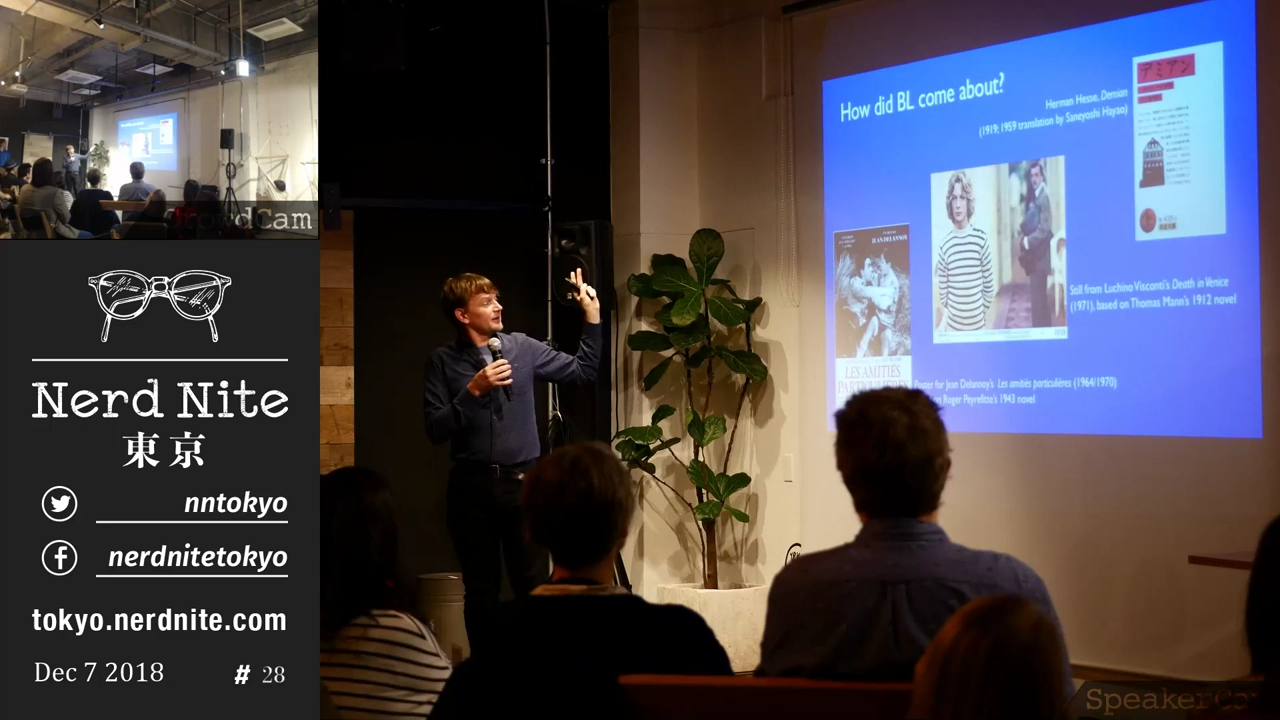 Nerd Nite
東京
nntokyo
nerdnitetokyo
tokyo.nerdnite.com
Dec 7 2018
# 28
How did BL come about?
Herman Hesse, Demian
(1919; 1959 translation by Saneyoshi Hayao)
デミアン
JEAN DELANNOY
LES AMITIÉS
Still from Luchino Visconti's Death in Venice
(1971), based on Thomas Mann's 1912 novel
Poster for Jean Delannoy's Les amitiés particulières (1964/1970)
on Roger Peyrefitte's 1943 novel